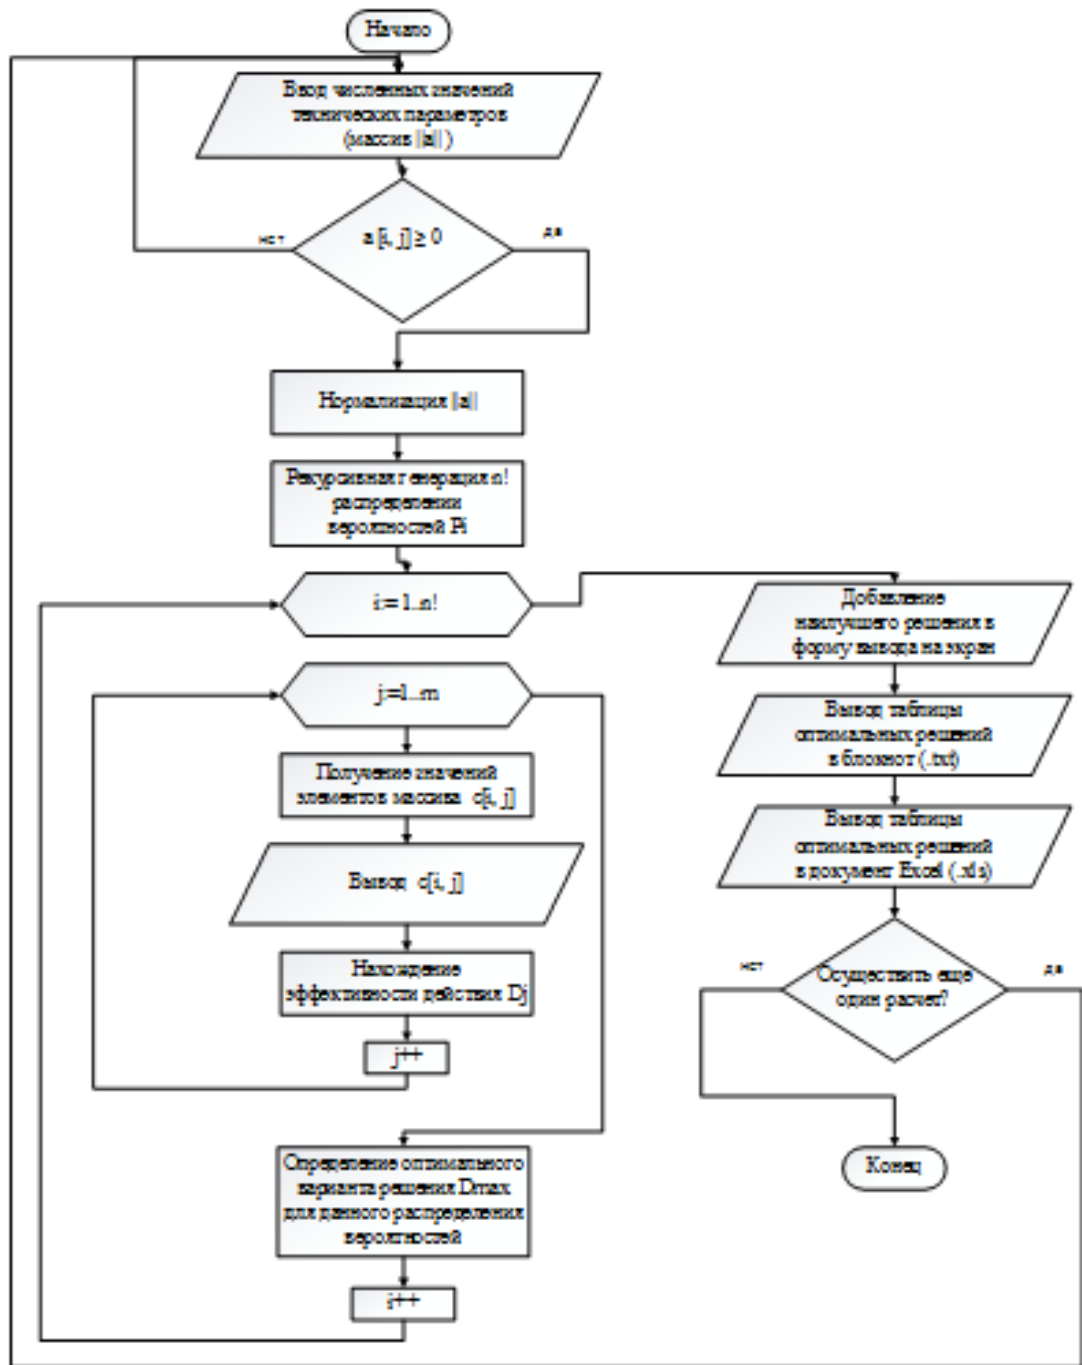 Начало
Ввод численных значений
технических параметров
(массив ||a||)
a [i, j] ≥ 0
нет
да
Нормализация ||a||
Рекурсивная генерация n!
распределении
вероятностей Pi
i:= 1..n!
j:=1...m
Получение значений
элементов массива c[i, j]
Вывод c[i, j]
Нахождение
эффективности действия Dj
j++
Определение оптимального
варианта решения Dmax
для данного распределения
вероятностей
i++
Добавление
наилучшего решения в
форму вывода на экран
Вывод таблицы
оптимальных решений
в блокнот (.txt)
Вывод таблицы
оптимальных решений
в документ Excel (.xls)
Осуществить еще
один расчет?
нет
да
Конец